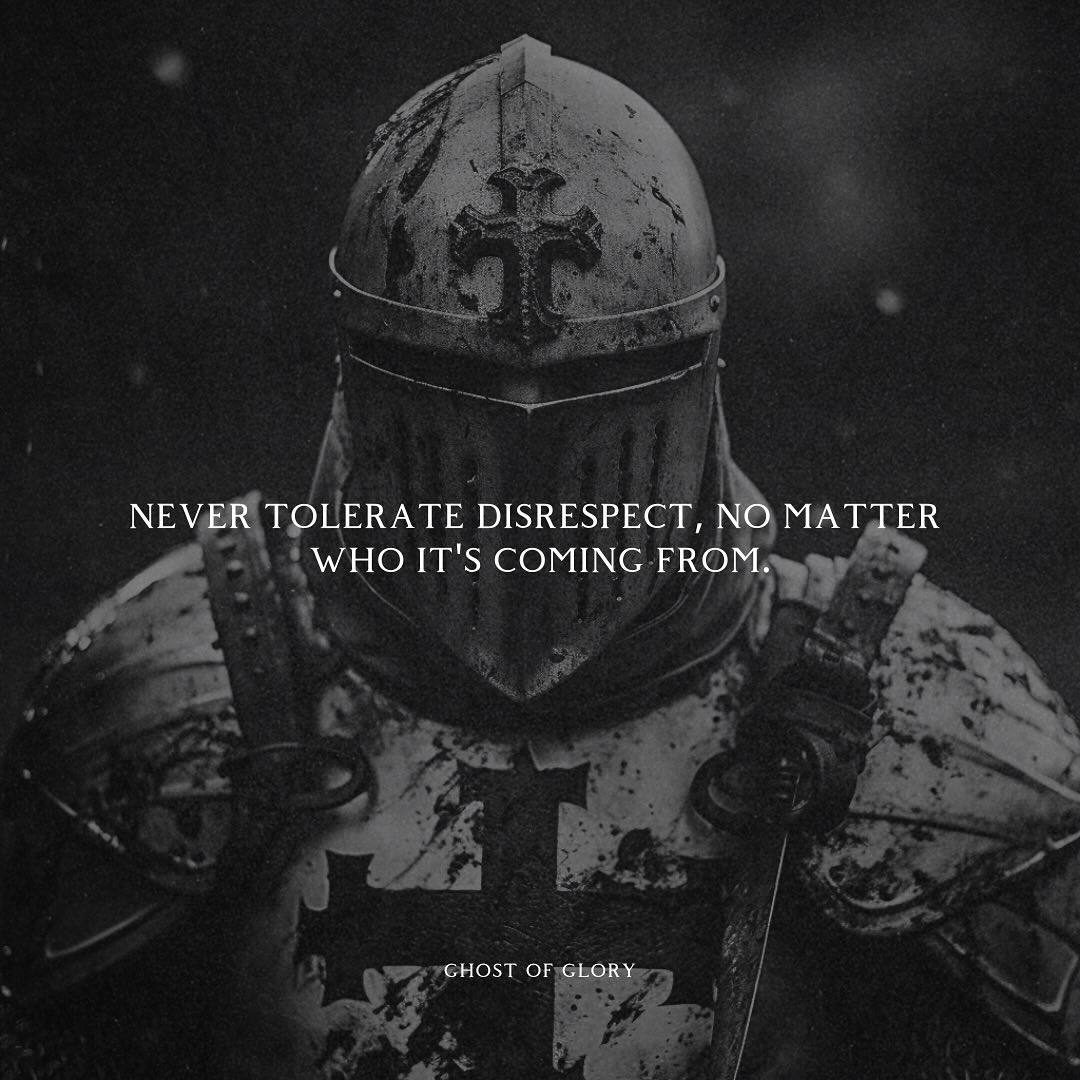 NEVER TOLERATE DISRESPECT, NO MATTER
WHO IT'S COMING FROM.
GHOST OF GLORY